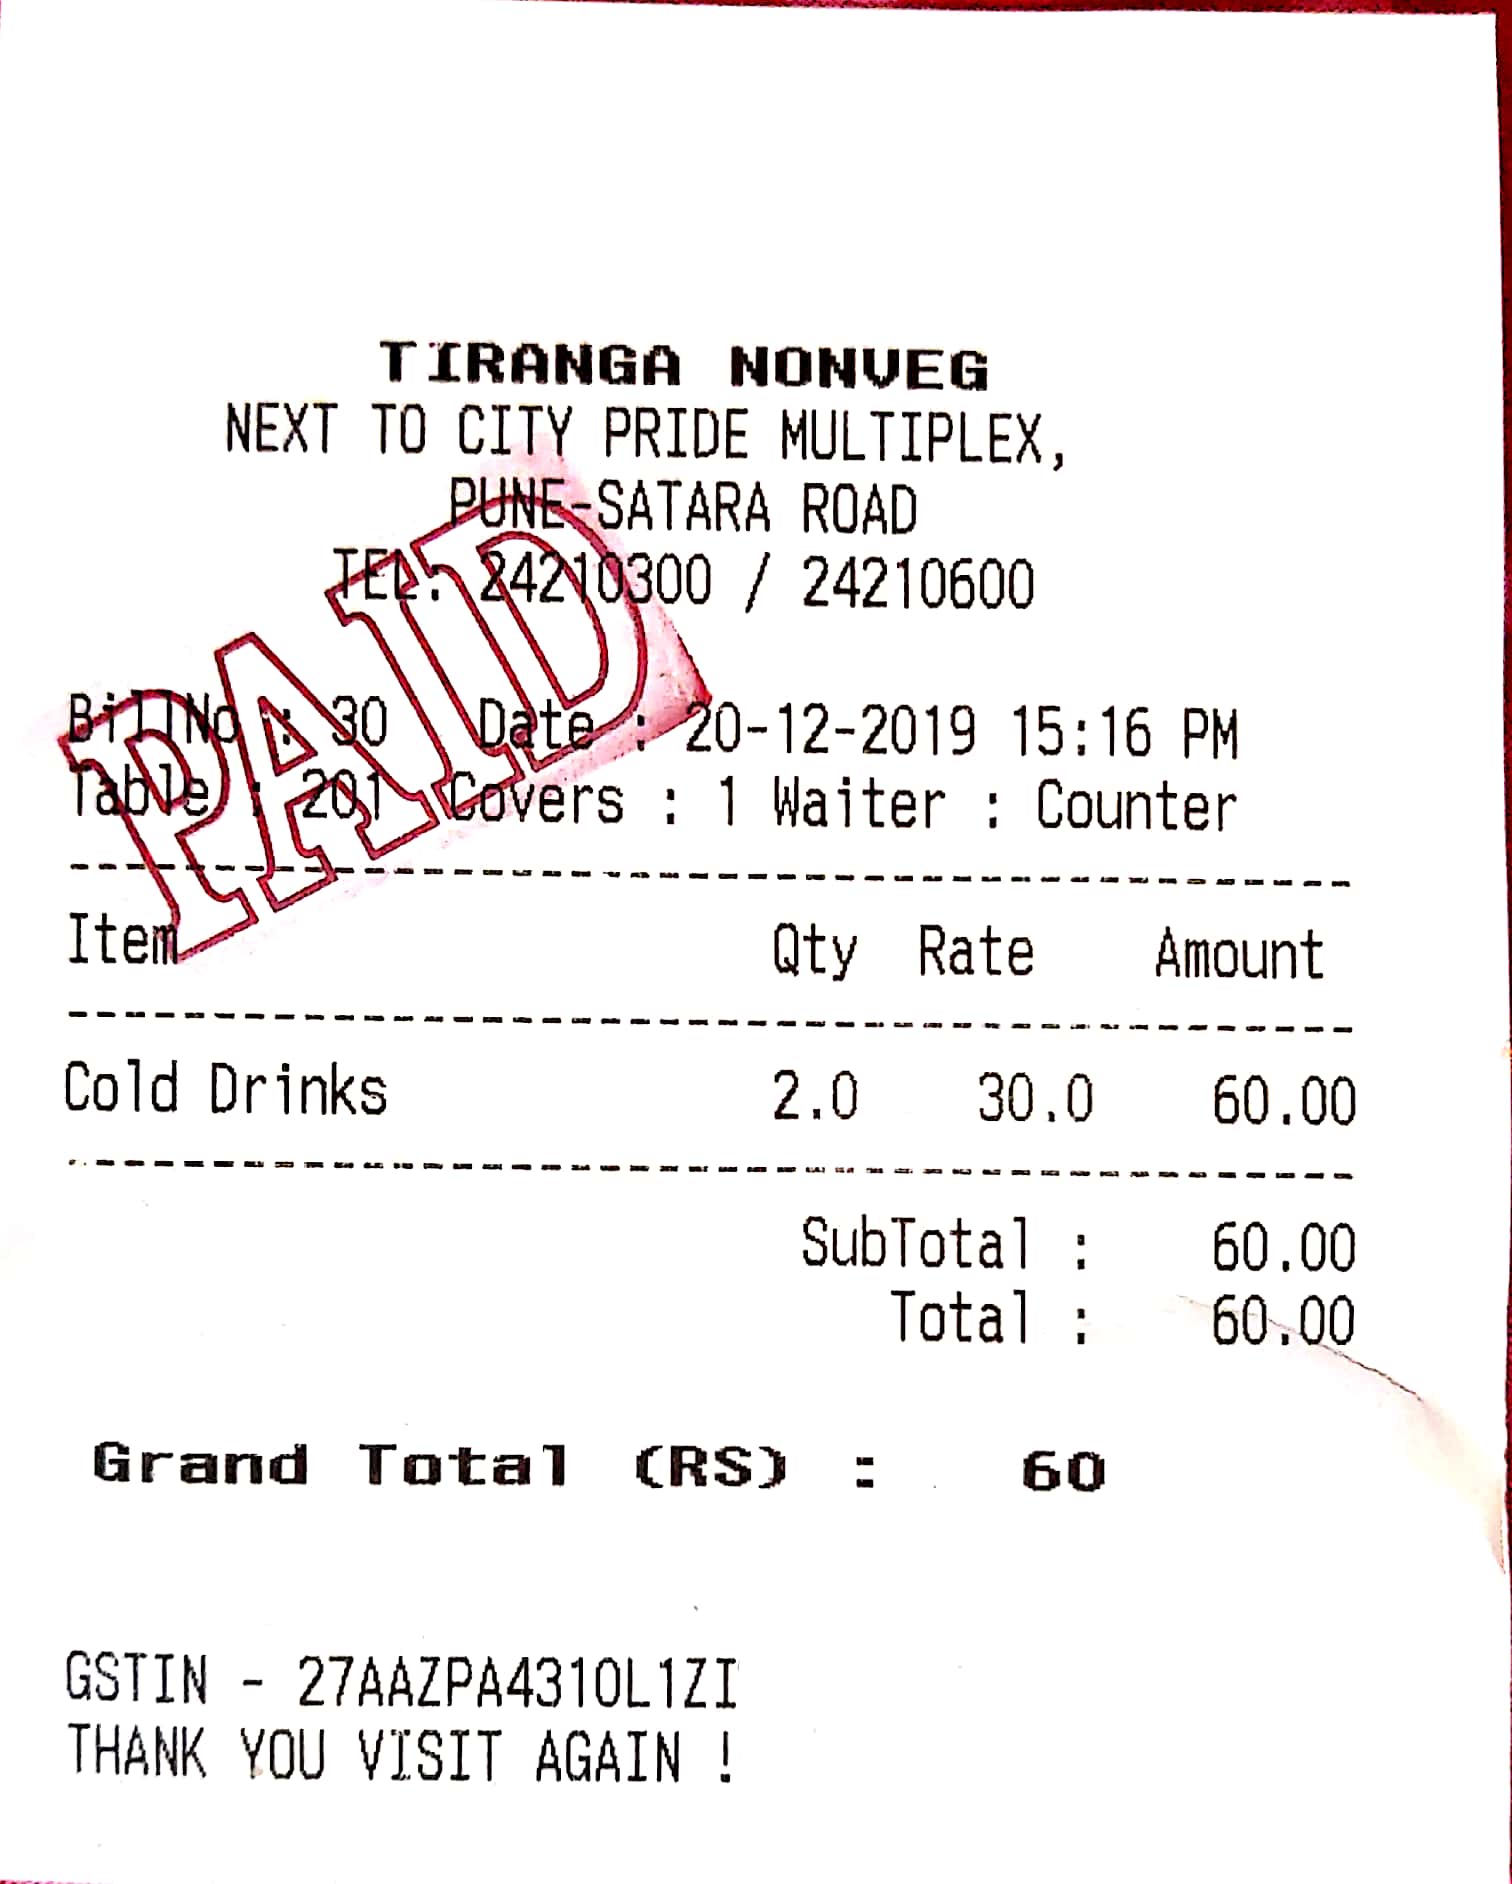 TIRANGA NONVEG
NEXT TO CITY PRIDE MULTIPLEX,
PUNE-SATARA ROAD
TEL. 24210300 / 24210600
PAID
BillNo : 30 Date : 20-12-2019 15:16 PM
Table : 201 Covers : 1 Waiter : Counter
Item Qty Rate Amount
Cold Drinks 2.0 30.0 60.00
SubTotal : 60.00
Total : 60.00
Grand Total (RS) : 60
GSTIN - 27AAZPA4310L1ZI
THANK YOU VISIT AGAIN !